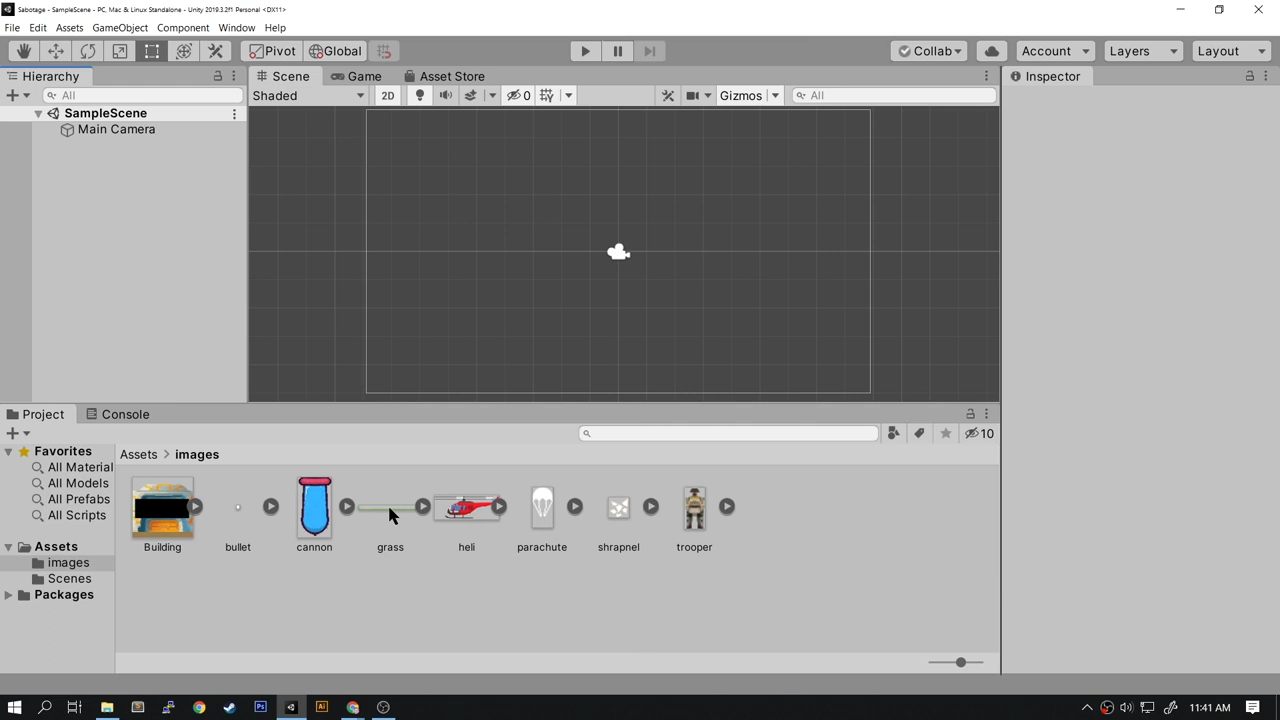 Sabotage - SampleScene - PC, Mac & Linux Standalone - Unity 2019.3.2f1 Personal <DX11>
File Edit Assets GameObject Component Window Help
Pivot Global Collab Account Layers Layout
Hierarchy Scene Game Asset Store Inspector
All Shaded 2D 0 Gizmos All
SampleScene
Main Camera
Project Console
10
Favorites
All Material
All Models
All Prefabs
All Scripts
Assets
images
Scenes
Packages
Assets > images
Building bullet cannon grass heli parachute shrapnel trooper
11:41 AM